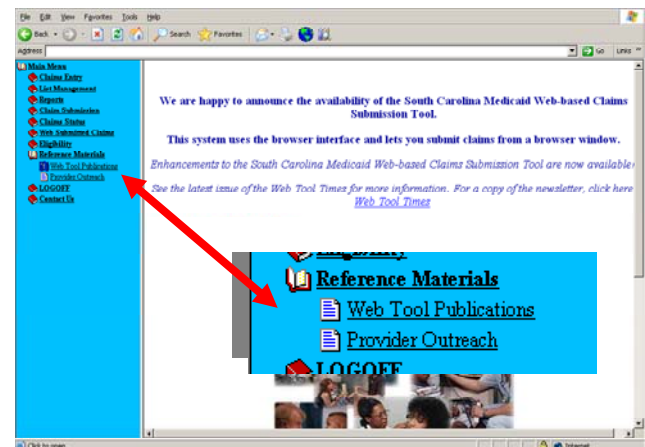 File Edit View Favorites Tools Help
Back Search Favorites
Address Go Links »
Main Menu
Claims Entry
List Management
Reports
Claim Submission
Claims Status
Web Submitted Claims
Eligibility
Reference Materials
Web Tool Publications
Provider Outreach
LOGOFF
Contact Us
We are happy to announce the availability of the South Carolina Medicaid Web-based Claims
Submission Tool.
This system uses the browser interface and lets you submit claims from a browser window.
Enhancements to the South Carolina Medicaid Web-based Claims Submission Tool are now available
See the latest issue of the Web Tool Times for more information. For a copy of the newsletter, click here
Web Tool Times
Eligibility
Reference Materials
Web Tool Publications
Provider Outreach
LOGOFF
Click to open
Internet